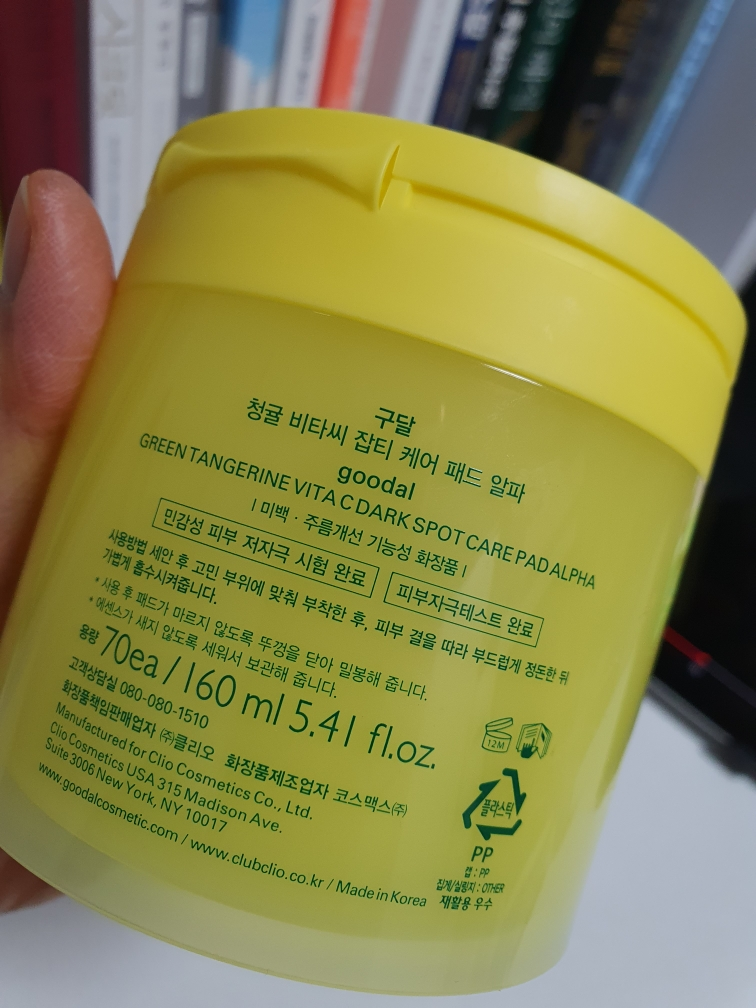 구달
청귤 비타씨 잡티 케어 패드 알파
goodal
GREEN TANGERINE VITA C DARK SPOT CARE PAD ALPHA
| 미백 · 주름개선 기능성 화장품 |
민감성 피부 저자극 시험 완료 피부자극테스트 완료
사용방법 세안 후 고민 부위에 맞춰 부착한 후, 피부 결을 따라 부드럽게 정돈한 뒤
가볍게 흡수시켜줍니다.
* 사용 후 패드가 마르지 않도록 뚜껑을 닫아 밀봉해 줍니다.
* 에센스가 새지 않도록 세워서 보관해 줍니다.
용량 70ea / 160 ml 5.41 fl.oz.
고객상담실 080-080-1510
화장품책임판매업자 ㈜클리오 화장품제조업자 코스맥스㈜
Manufactured for Clio Cosmetics Co., Ltd.
Clio Cosmetics USA 315 Madison Ave.
Suite 3006 New York, NY 10017
www.goodalcosmetic.com / www.clubclio.co.kr / Made in Korea
12M
플라스틱
PP
캡 : PP
집게/실링지 : OTHER
재활용 우수